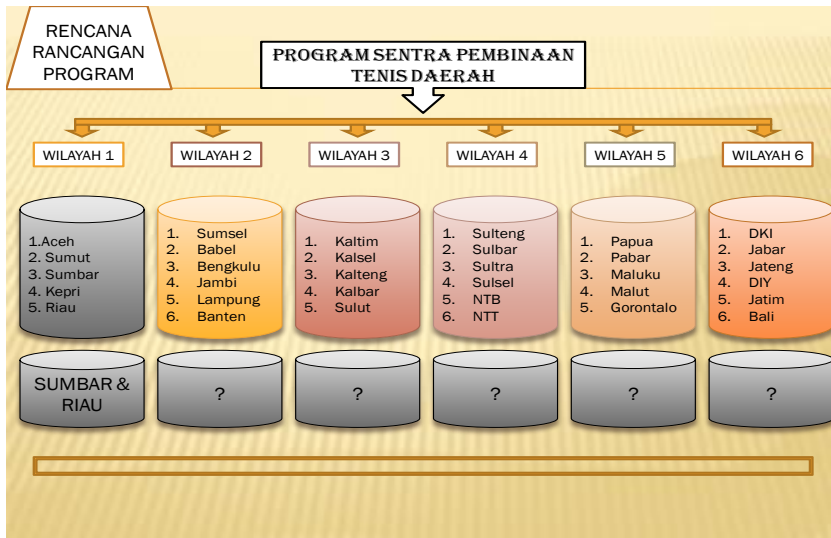 RENCANA
RANCANGAN
PROGRAM
PROGRAM SENTRA PEMBINAAN
TENIS DAERAH
WILAYAH 1
WILAYAH 2
WILAYAH 3
WILAYAH 4
WILAYAH 5
WILAYAH 6
1.Aceh
2. Sumut
3. Sumbar
4. Kepri
5. Riau
1. Sumsel
2. Babel
3. Bengkulu
4. Jambi
5. Lampung
6. Banten
1. Kaltim
2. Kalsel
3. Kalteng
4. Kalbar
5. Sulut
1. Sulteng
2. Sulbar
3. Sultra
4. Sulsel
5. NTB
6. NTT
1. Papua
2. Pabar
3. Maluku
4. Malut
5. Gorontalo
1. DKI
2. Jabar
3. Jateng
4. DIY
5. Jatim
6. Bali
SUMBAR &
RIAU
?
?
?
?
?